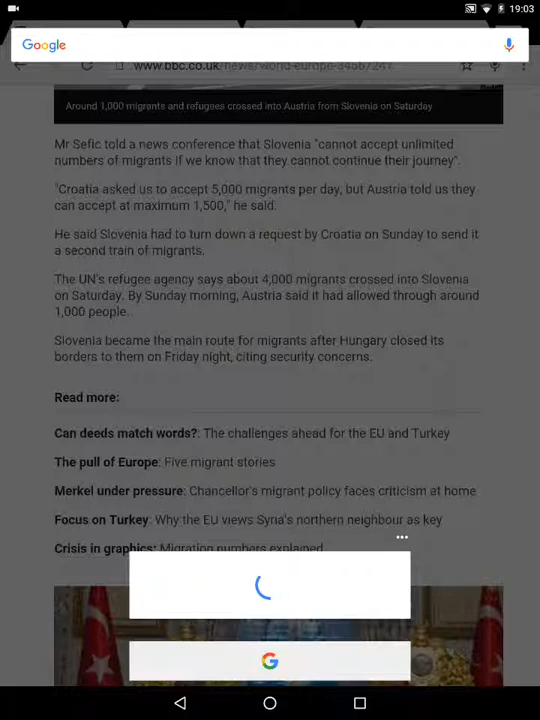 19:03
Google
www.bbc.co.uk/news/world-europe-34567241
Around 1,000 migrants and refugees crossed into Austria from Slovenia on Saturday
Mr Sefic told a news conference that Slovenia "cannot accept unlimited
numbers of migrants if we know that they cannot continue their journey".
"Croatia asked us to accept 5,000 migrants per day, but Austria told us they
can accept at maximum 1,500," he said.
He said Slovenia had to turn down a request by Croatia on Sunday to send it
a second train of migrants.
The UN's refugee agency says about 4,000 migrants crossed into Slovenia
on Saturday. By Sunday morning, Austria said it had allowed through around
1,000 people.
Slovenia became the main route for migrants after Hungary closed its
borders to them on Friday night, citing security concerns.
Read more:
Can deeds match words?: The challenges ahead for the EU and Turkey
The pull of Europe: Five migrant stories
Merkel under pressure: Chancellor's migrant policy faces criticism at home
Focus on Turkey: Why the EU views Syria's northern neighbour as key
Crisis in graphics: Migration numbers explained
G